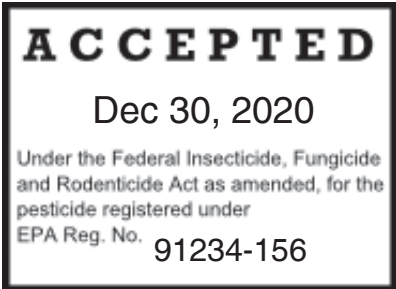 ACCEPTED
Dec 30, 2020
Under the Federal Insecticide, Fungicide
and Rodenticide Act as amended, for the
pesticide registered under
EPA Reg. No. 91234-156